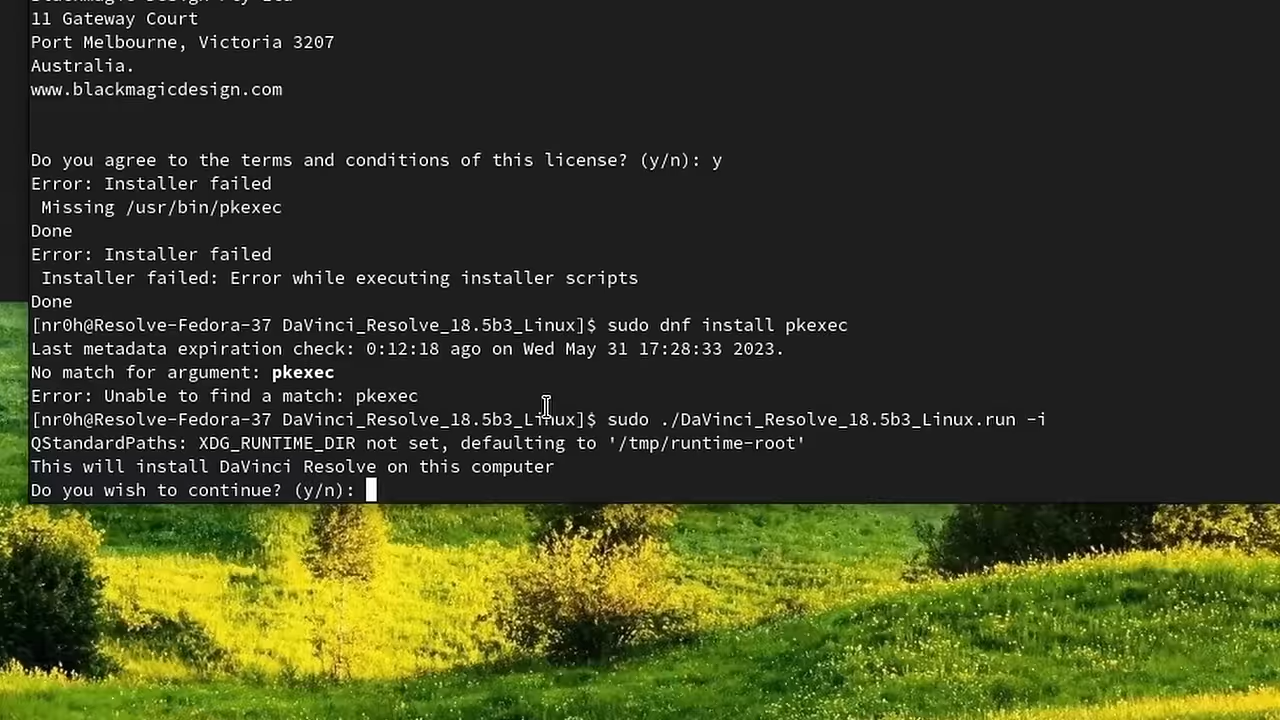 11 Gateway Court
Port Melbourne, Victoria 3207
Australia.
www.blackmagicdesign.com
Do you agree to the terms and conditions of this license? (y/n): y
Error: Installer failed
Missing /usr/bin/pkexec
Done
Error: Installer failed
Installer failed: Error while executing installer scripts
Done
[nr0h@Resolve-Fedora-37 DaVinci_Resolve_18.5b3_Linux]$ sudo dnf install pkexec
Last metadata expiration check: 0:12:18 ago on Wed May 31 17:28:33 2023.
No match for argument: pkexec
Error: Unable to find a match: pkexec
[nr0h@Resolve-Fedora-37 DaVinci_Resolve_18.5b3_Linux]$ sudo ./DaVinci_Resolve_18.5b3_Linux.run -i
QStandardPaths: XDG_RUNTIME_DIR not set, defaulting to '/tmp/runtime-root'
This will install DaVinci Resolve on this computer
Do you wish to continue? (y/n):